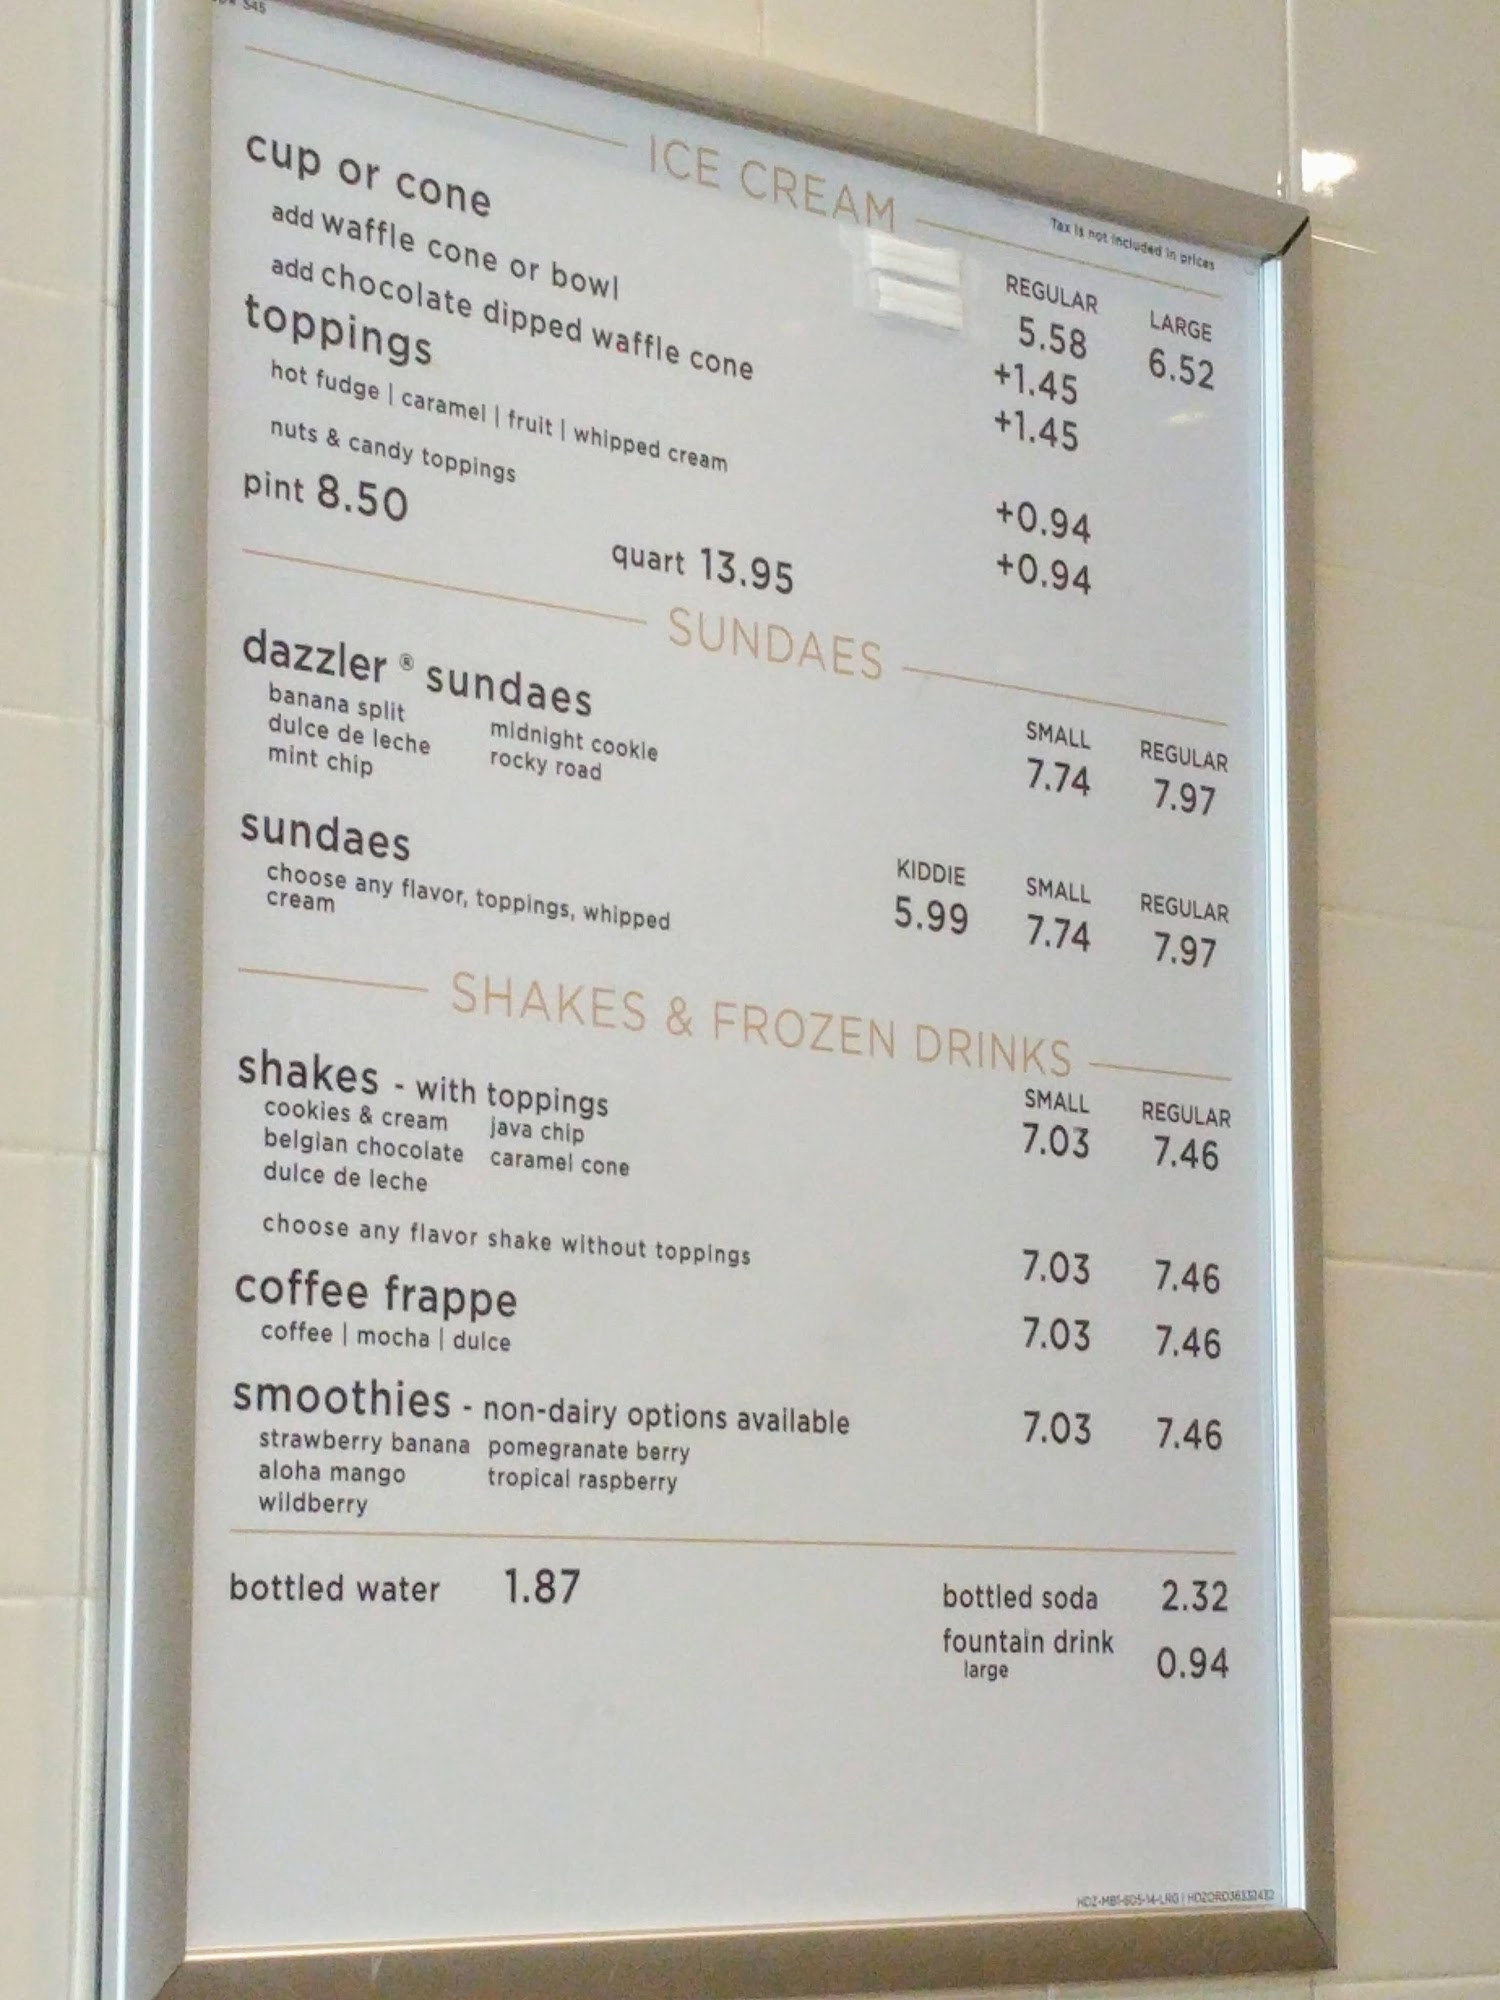 ICE CREAM
Tax is not included in prices
REGULAR LARGE
cup or cone 5.58 6.52
add waffle cone or bowl +1.45
add chocolate dipped waffle cone +1.45
toppings
hot fudge | caramel | fruit | whipped cream +0.94
nuts & candy toppings +0.94
pint 8.50 quart 13.95
SUNDAES
SMALL REGULAR
dazzler ® sundaes 7.74 7.97
banana split midnight cookie
dulce de leche rocky road
mint chip
KIDDIE SMALL REGULAR
sundaes 5.99 7.74 7.97
choose any flavor, toppings, whipped
cream
SHAKES & FROZEN DRINKS
SMALL REGULAR
shakes - with toppings 7.03 7.46
cookies & cream java chip
belgian chocolate caramel cone
dulce de leche
choose any flavor shake without toppings 7.03 7.46
coffee frappe 7.03 7.46
coffee | mocha | dulce
smoothies - non-dairy options available 7.03 7.46
strawberry banana pomegranate berry
aloha mango tropical raspberry
wildberry
bottled water 1.87 bottled soda 2.32
fountain drink 0.94
large